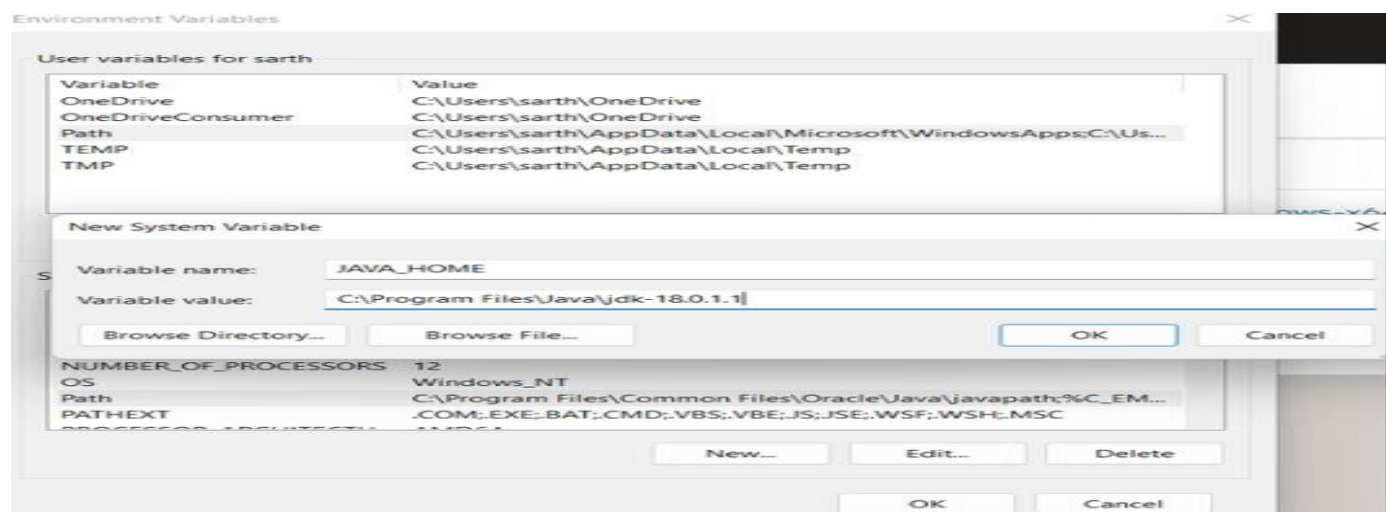 Environment Variables
User variables for sarth
Variable Value
OneDrive C:\Users\sarth\OneDrive
OneDriveConsumer C:\Users\sarth\OneDrive
Path C:\Users\sarth\AppData\Local\Microsoft\WindowsApps;C:\Us...
TEMP C:\Users\sarth\AppData\Local\Temp
TMP C:\Users\sarth\AppData\Local\Temp
New System Variable
Variable name: JAVA_HOME
Variable value: C:\Program Files\Java\jdk-18.0.1.1
Browse Directory... Browse File... OK Cancel
NUMBER_OF_PROCESSORS 12
OS Windows_NT
Path C:\Program Files\Common Files\Oracle\Java\javapath;%C_EM...
PATHEXT .COM;.EXE;.BAT;.CMD;.VBS;.VBE;.JS;.JSE;.WSF;.WSH;.MSC
New... Edit... Delete
OK Cancel